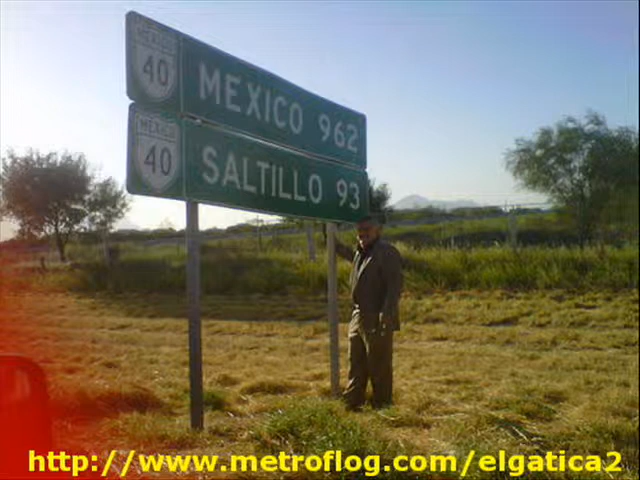 MEXICO
40
MEXICO 962
MEXICO
40
SALTILLO 93
http://www.metroflog.com/elgatica2